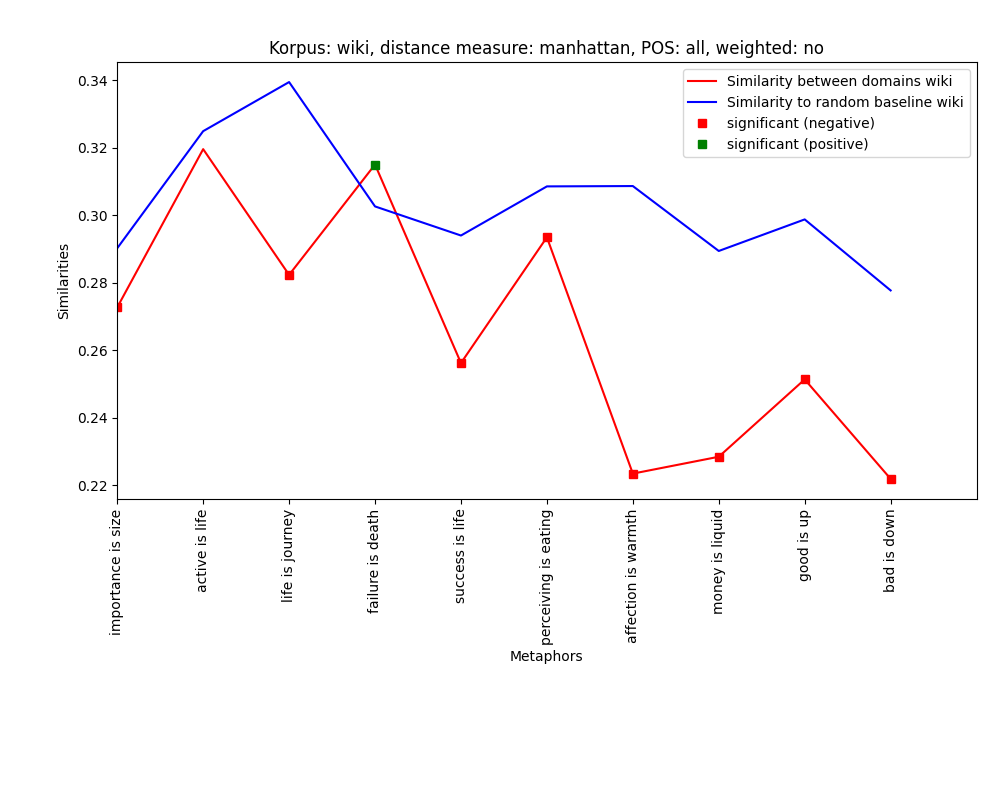 Korpus: wiki, distance measure: manhattan, POS: all, weighted: no
Similarity between domains wiki
Similarity to random baseline wiki
significant (negative)
significant (positive)
Similarities
0.34
0.32
0.30
0.28
0.26
0.24
0.22
importance is size
active is life
life is journey
failure is death
success is life
perceiving is eating
affection is warmth
money is liquid
good is up
bad is down
Metaphors